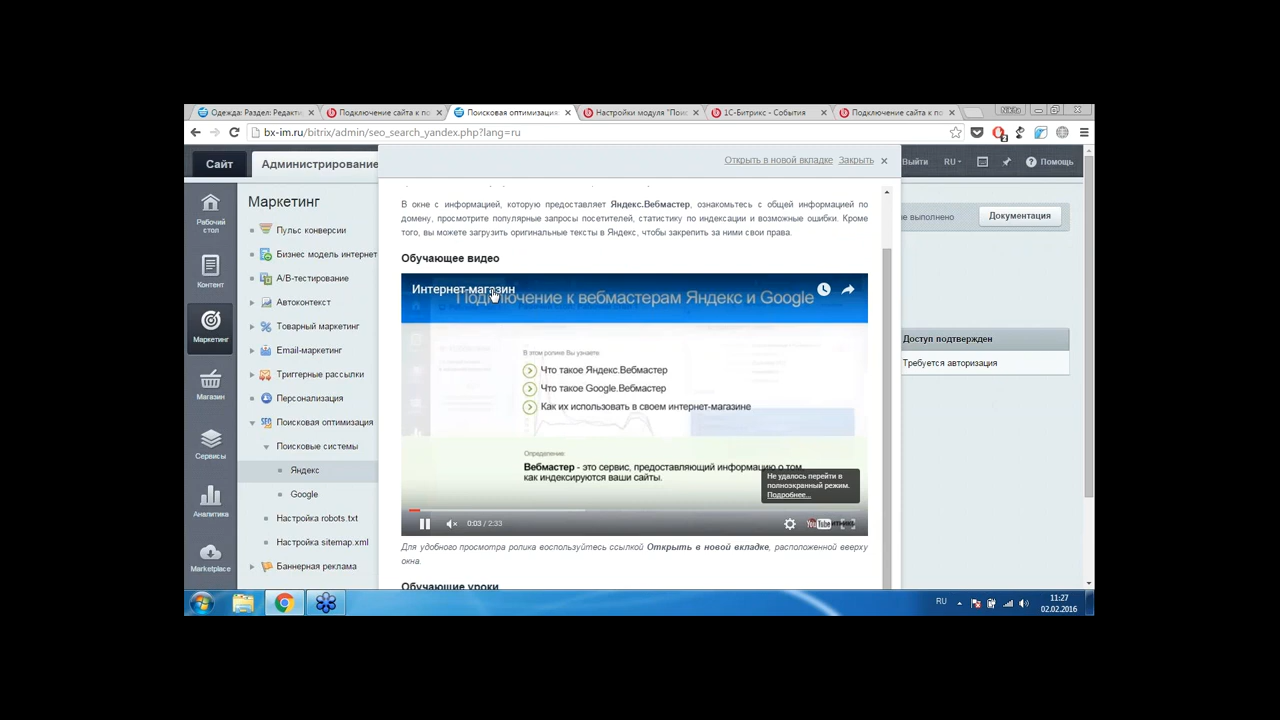 Одежда: Раздел: Редакти
Подключение сайта к по
Поисковая оптимизация
Настройки модуля "Поис
1С-Битрикс - События
Подключение сайта к по
Nikita
bx-im.ru/bitrix/admin/seo_search_yandex.php?lang=ru
2
Сайт
Администрирование
Открыть в новой вкладке
Закрыть
Выйти
RU
Помощь
Рабочий
стол
Контент
Маркетинг
Магазин
Сервисы
Аналитика
Marketplace
Маркетинг
Пульс конверсии
Бизнес модель интернет
A/B-тестирование
Автоконтекст
Товарный маркетинг
Email-маркетинг
Триггерные рассылки
Персонализация
Поисковая оптимизация
Поисковые системы
Яндекс
Google
Настройка robots.txt
Настройка sitemap.xml
Баннерная реклама
В окне с информацией, которую предоставляет Яндекс.Вебмастер, ознакомьтесь с общей информацией по
домену, просмотрите популярные запросы посетителей, статистику по индексации и возможные ошибки. Кроме
того, вы можете загрузить оригинальные тексты в Яндекс, чтобы закрепить за ними свои права.
Обучающее видео
Интернет-магазин
Подключение к вебмастерам Яндекс и Google
В этом ролике Вы узнаете
Что такое Яндекс.Вебмастер
Что такое Google.Вебмастер
Как их использовать в своем интернет-магазине
Определение
Вебмастер - это сервис, предоставляющий информацию о том,
как индексируются ваши сайты.
Не удалось перейти в
полноэкранный режим.
Подробнее...
0:03 / 2:33
YouTube
Для удобного просмотра ролика воспользуйтесь ссылкой Открыть в новой вкладке, расположенной вверху
окна.
Обучающие уроки
не выполнено
Документация
Доступ подтвержден
Требуется авторизация
RU
11:27
02.02.2016